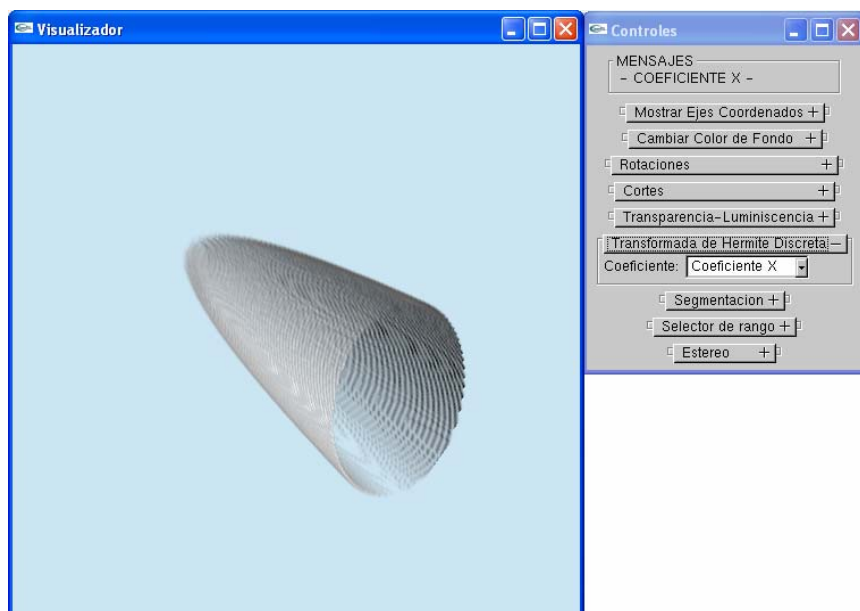 Visualizador
Controles
MENSAJES
- COEFICIENTE X -
Mostrar Ejes Coordenados +
Cambiar Color de Fondo +
Rotaciones +
Cortes +
Transparencia-Luminiscencia +
Transformada de Hermite Discreta -
Coeficiente: Coeficiente X
Segmentacion +
Selector de rango +
Estereo +